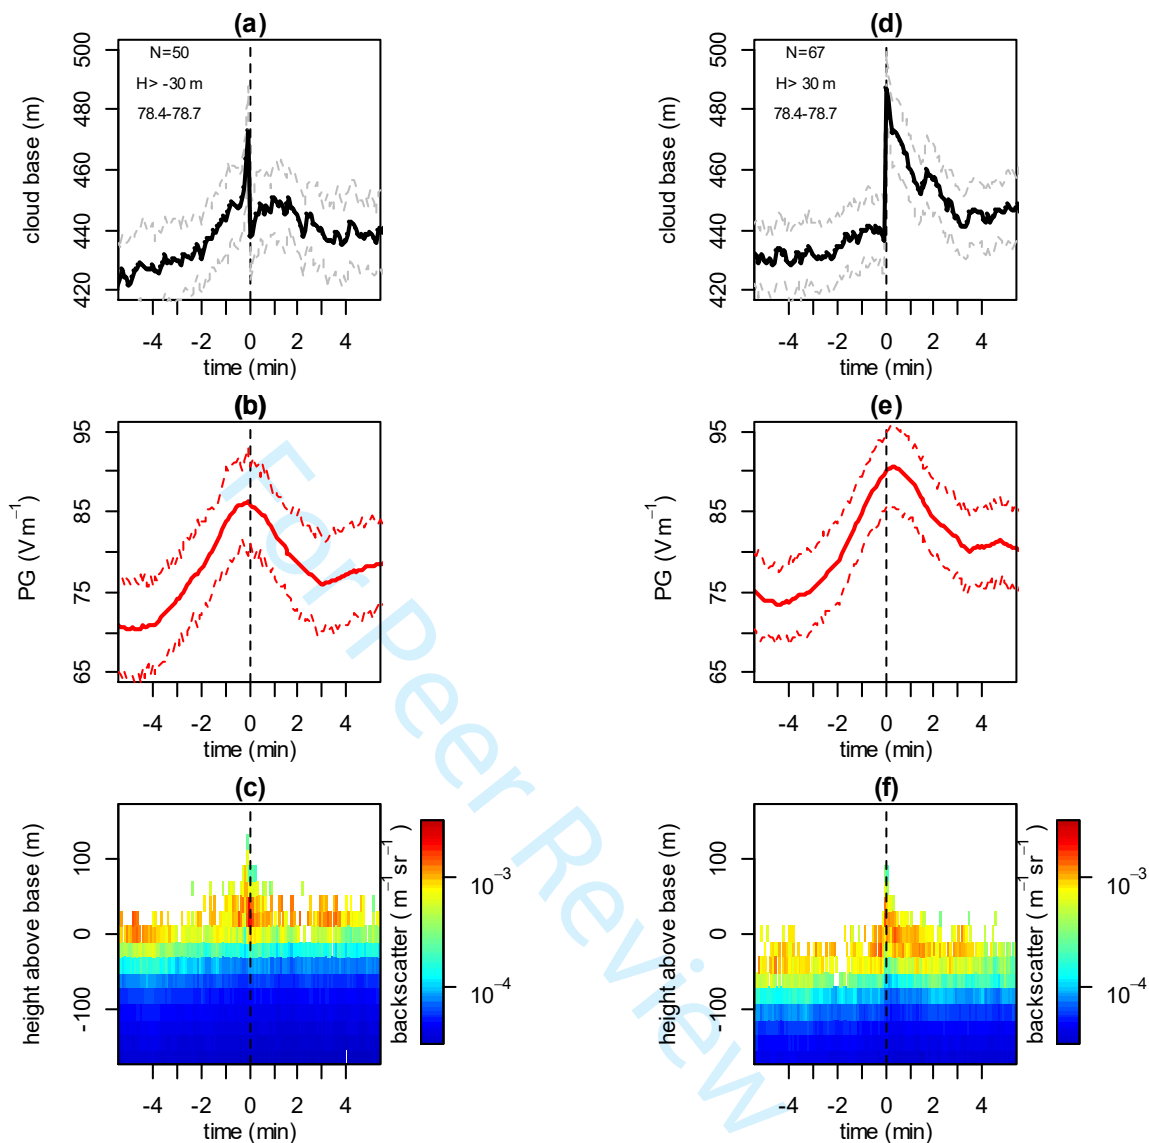 (a)
500
480
460
440
420
cloud base (m)
N=50
H> -30 m
78.4-78.7
-4 -2 0 2 4
time (min)
(d)
500
480
460
440
420
cloud base (m)
N=67
H> 30 m
78.4-78.7
-4 -2 0 2 4
time (min)
(b)
95
85
75
65
PG (V m⁻¹)
-4 -2 0 2 4
time (min)
(e)
95
85
75
65
PG (V m⁻¹)
-4 -2 0 2 4
time (min)
(c)
100
0
-100
height above base (m)
-4 -2 0 2 4
time (min)
backscatter ( m⁻¹ sr⁻¹ )
10⁻³
10⁻⁴
(f)
100
0
-100
height above base (m)
-4 -2 0 2 4
time (min)
backscatter ( m⁻¹ sr⁻¹ )
10⁻³
10⁻⁴
For Peer Review